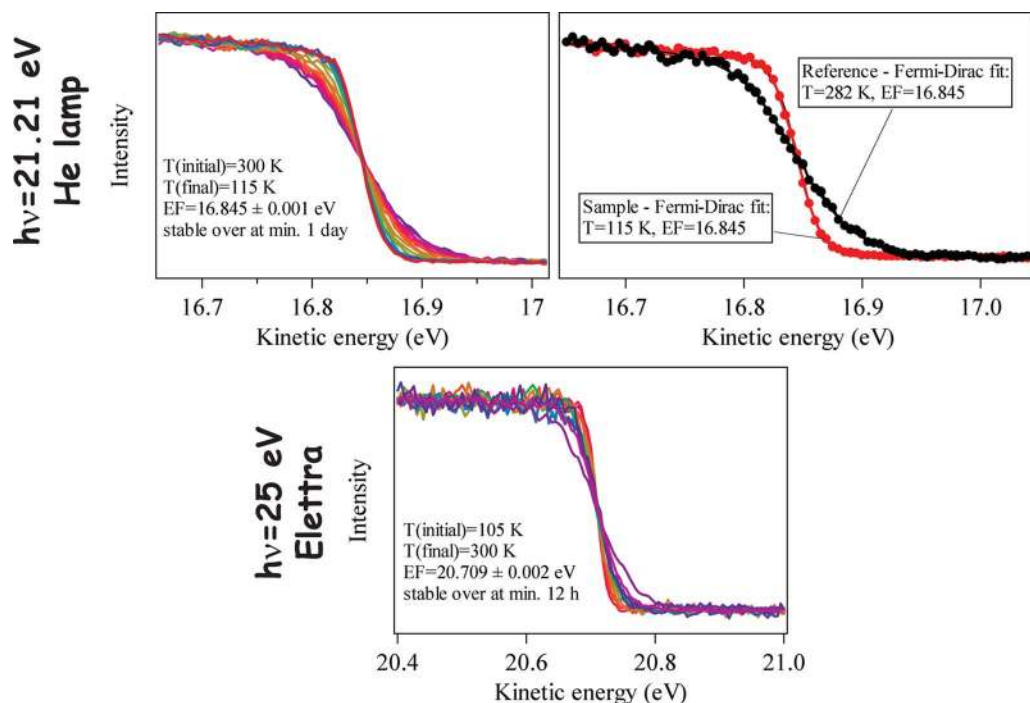 hν=21.21 eV
He lamp
Intensity
T(initial)=300 K
T(final)=115 K
EF=16.845 ± 0.001 eV
stable over at min. 1 day
16.7 16.8 16.9 17
Kinetic energy (eV)
Reference - Fermi-Dirac fit:
T=282 K, EF=16.845
Sample - Fermi-Dirac fit:
T=115 K, EF=16.845
16.7 16.8 16.9 17.0
Kinetic energy (eV)
hν=25 eV
Elettra
Intensity
T(initial)=105 K
T(final)=300 K
EF=20.709 ± 0.002 eV
stable over at min. 12 h
20.4 20.6 20.8 21.0
Kinetic energy (eV)